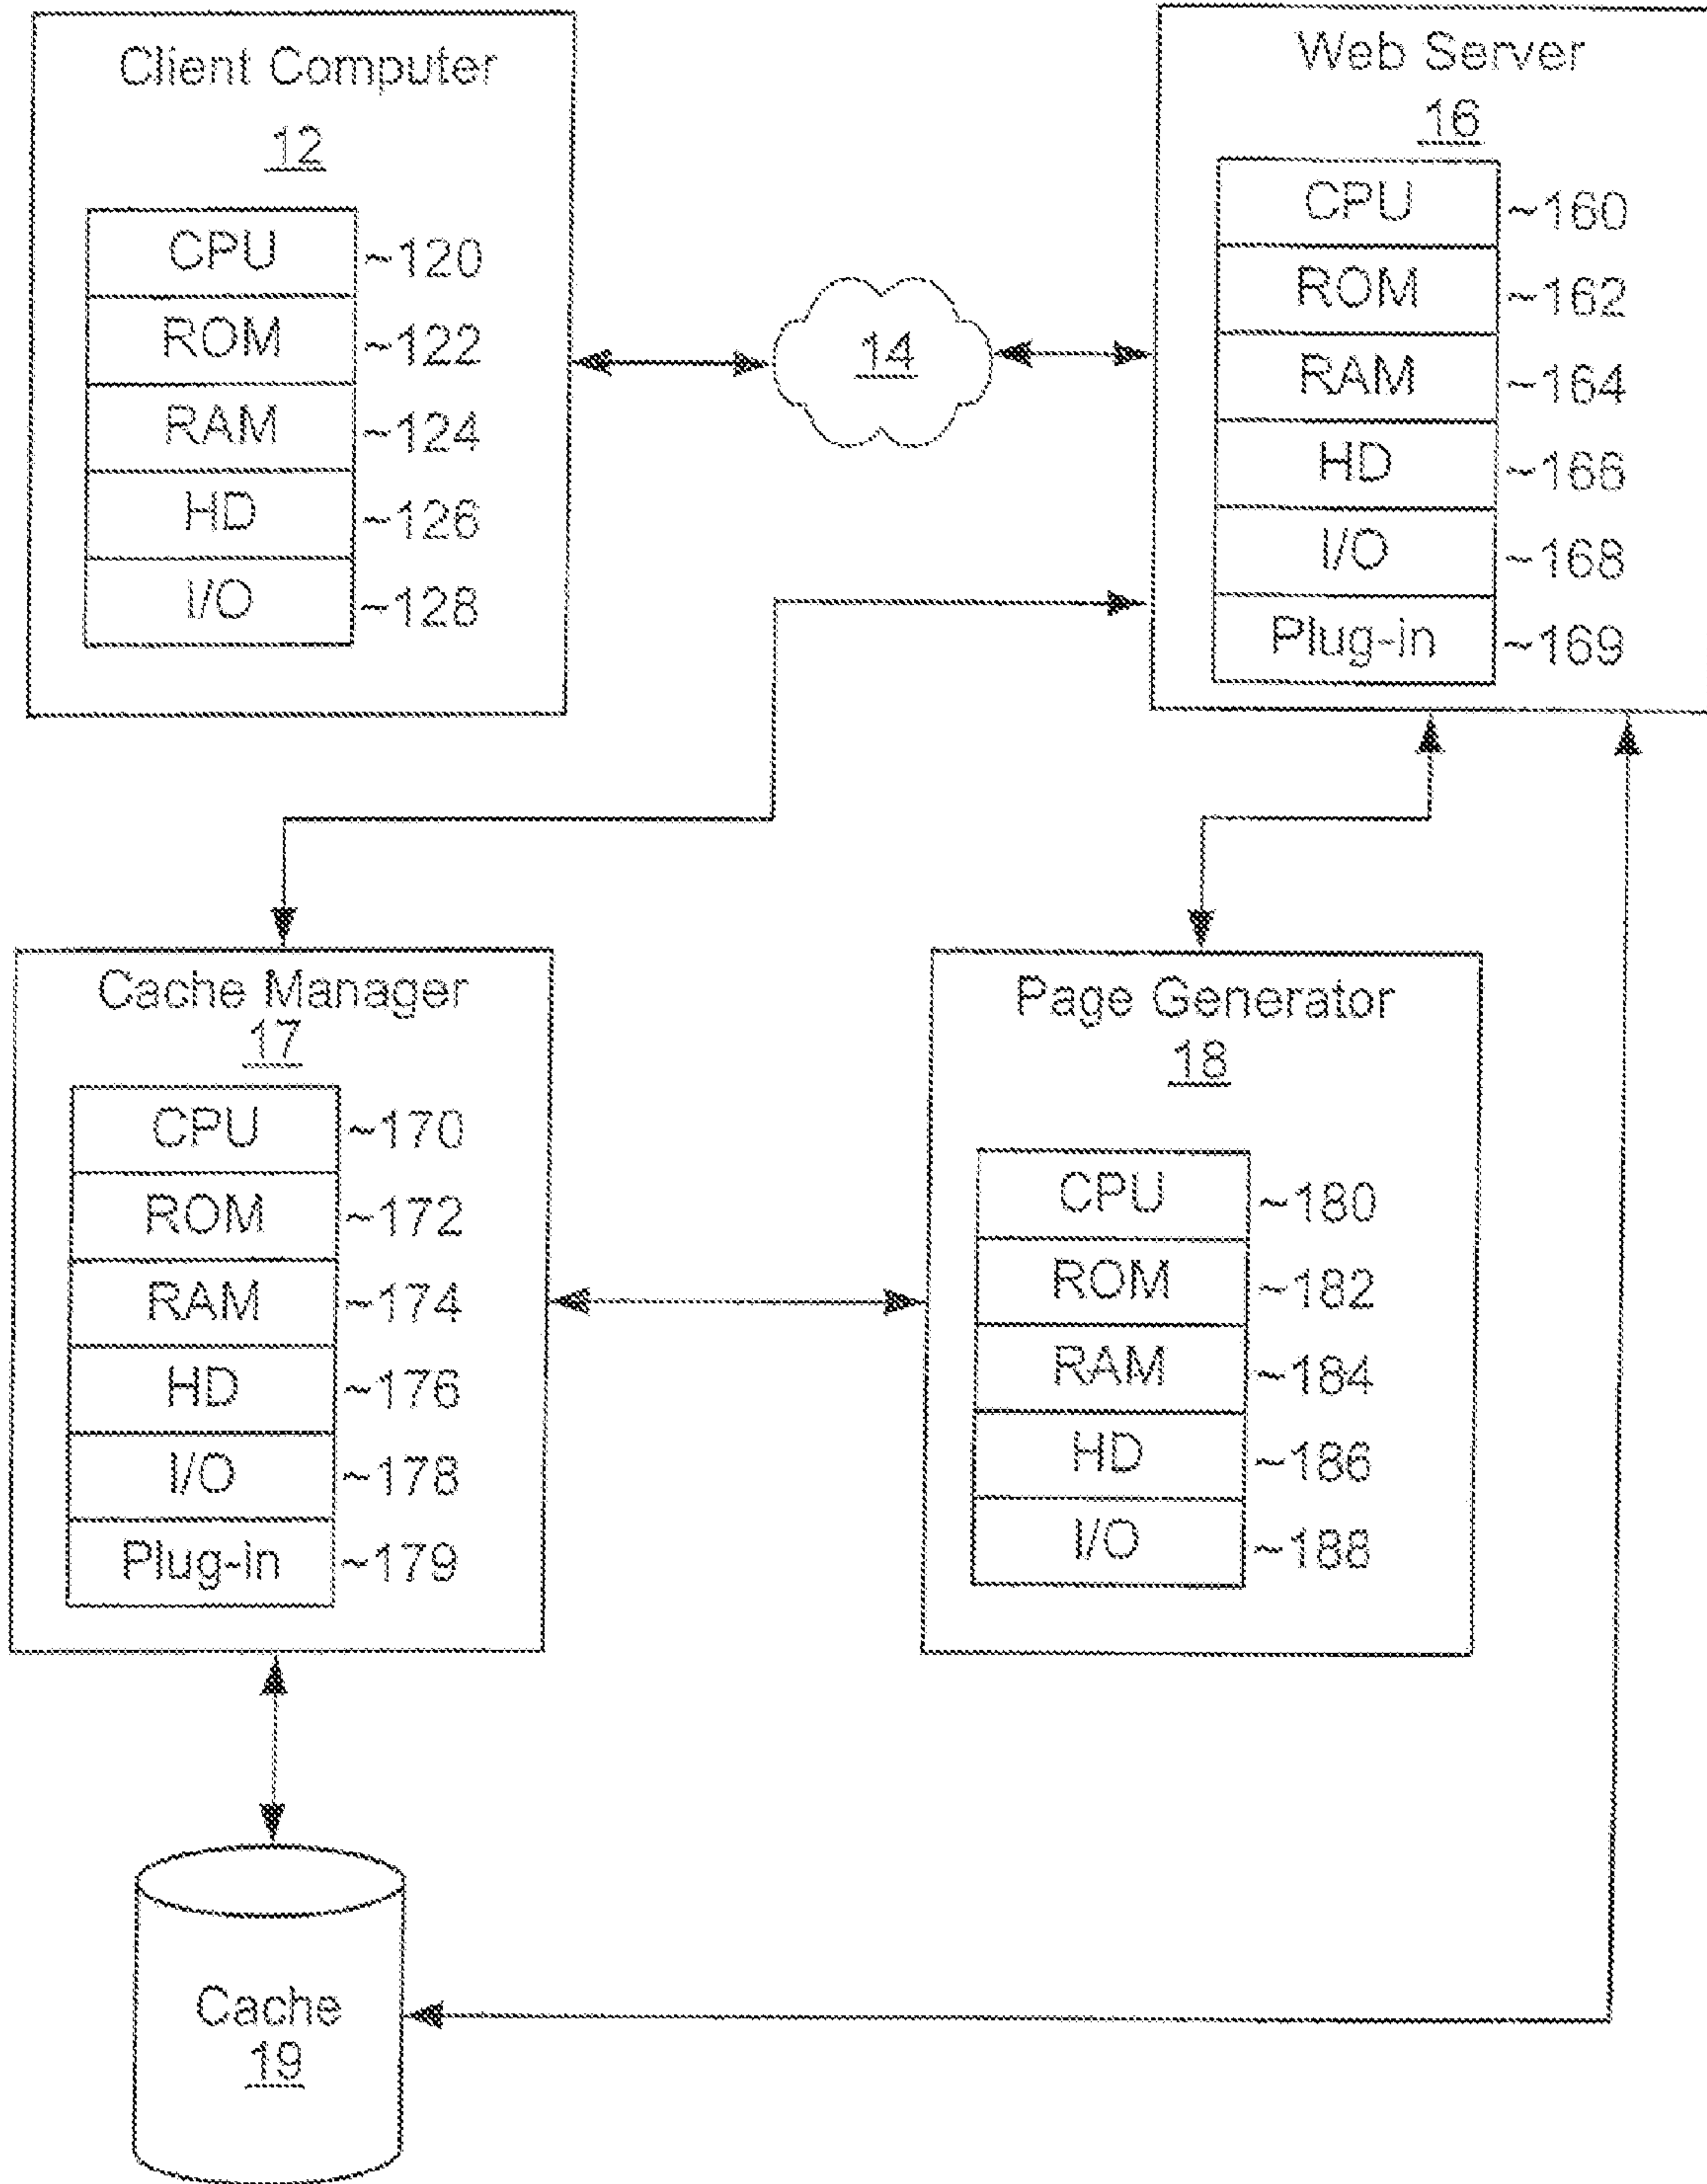 Client Computer
12
CPU ~120
ROM ~122
RAM ~124
HD ~126
I/O ~128
14
Web Server
16
CPU ~160
ROM ~162
RAM ~164
HD ~166
I/O ~168
Plug-in ~169
Cache Manager
17
CPU ~170
ROM ~172
RAM ~174
HD ~176
I/O ~178
Plug-in ~179
Page Generator
18
CPU ~180
ROM ~182
RAM ~184
HD ~186
I/O ~188
Cache
19